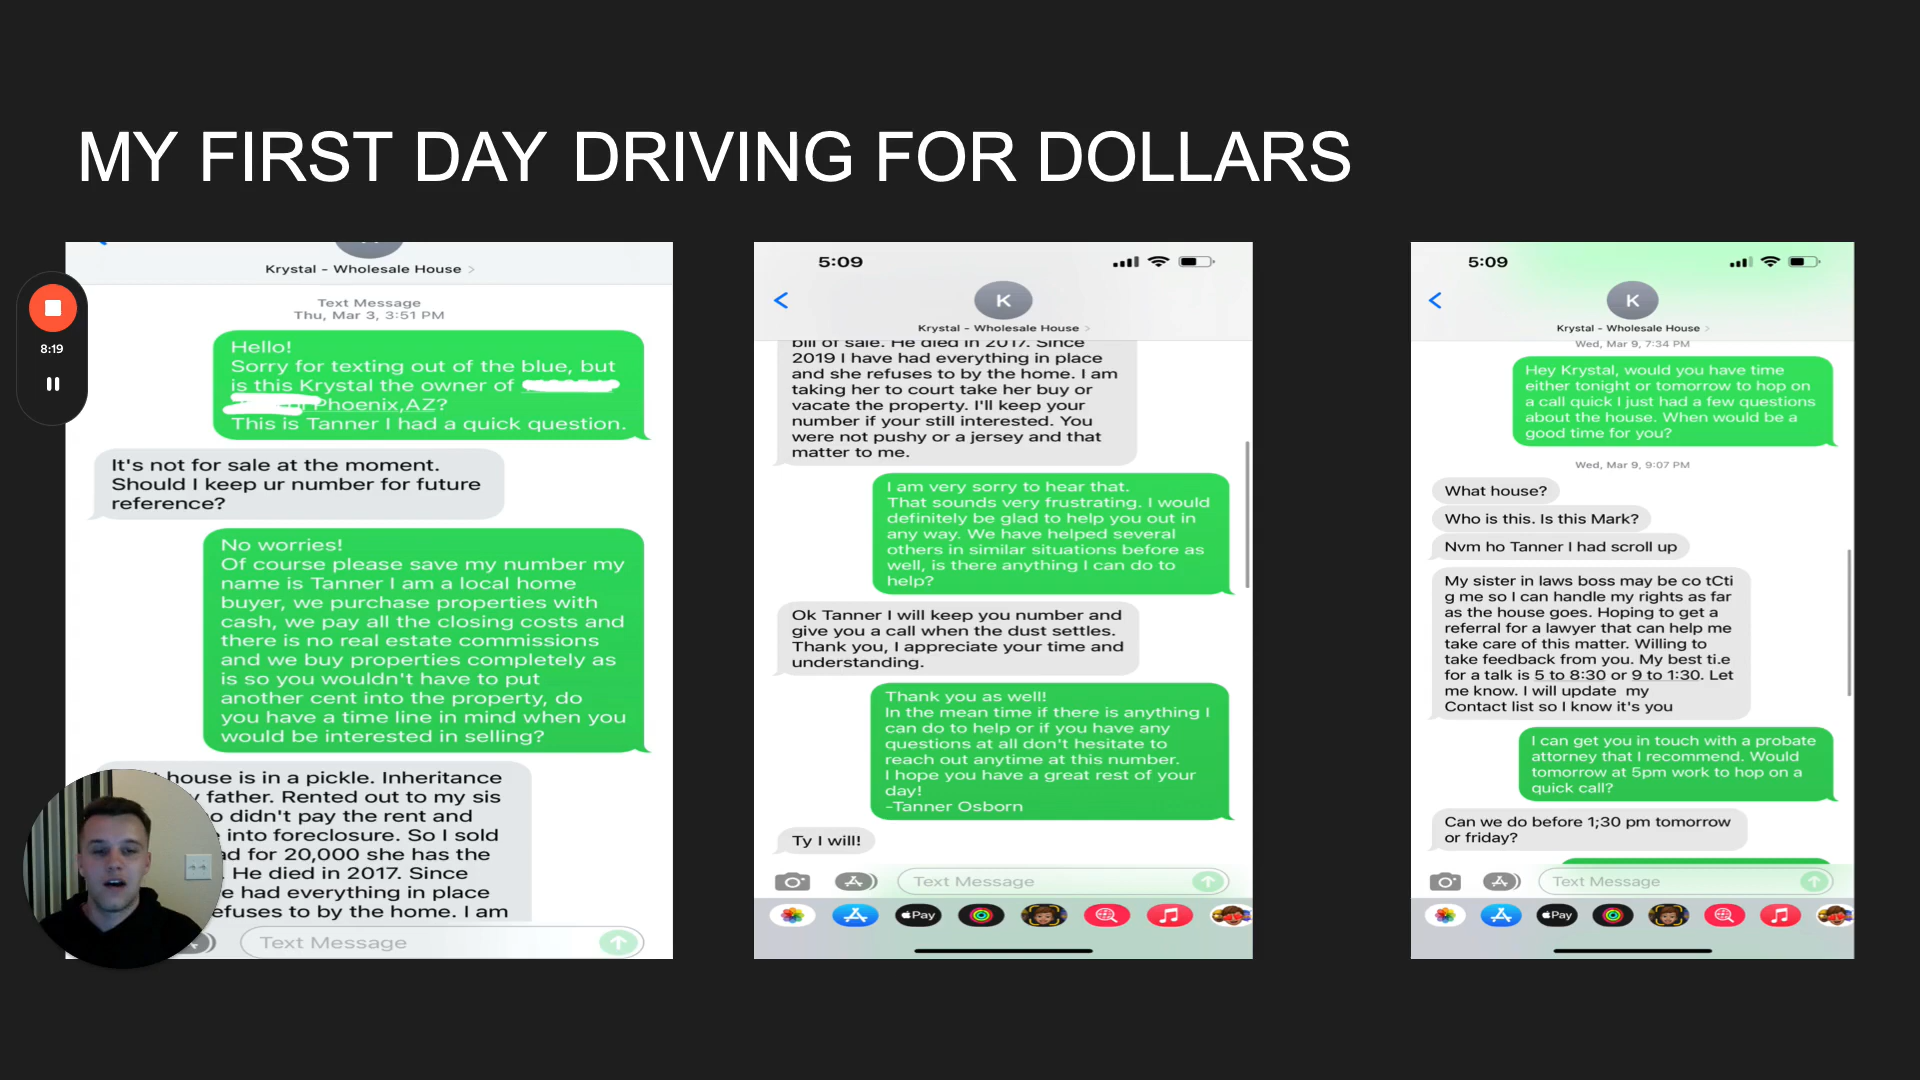 MY FIRST DAY DRIVING FOR DOLLARS
8:19
Krystal - Wholesale House
Text Message
Thu, Mar 3, 3:51 PM
Hello!
Sorry for texting out of the blue, but
is this Krystal the owner of
Phoenix,AZ?
This is Tanner I had a quick question.
It's not for sale at the moment.
Should I keep ur number for future
reference?
No worries!
Of course please save my number my
name is Tanner I am a local home
buyer, we purchase properties with
cash, we pay all the closing costs and
there is no real estate commissions
and we buy properties completely as
is so you wouldn't have to put
another cent into the property, do
you have a time line in mind when you
would be interested in selling?
house is in a pickle. Inheritance
father. Rented out to my sis
didn't pay the rent and
into foreclosure. So I sold
for 20,000 she has the
He died in 2017. Since
had everything in place
to by the home. I am
Text Message
5:09
K
Krystal - Wholesale House
bill of sale. He died in 2017. Since
2019 I have had everything in place
and she refuses to by the home. I am
taking her to court take her buy or
vacate the property. I'll keep your
number if your still interested. You
were not pushy or a jersey and that
matter to me.
I am very sorry to hear that.
That sounds very frustrating. I would
definitely be glad to help you out in
any way. We have helped several
others in similar situations before as
well, is there anything I can do to
help?
Ok Tanner I will keep you number and
give you a call when the dust settles.
Thank you, I appreciate your time and
understanding.
Thank you as well!
In the mean time if there is anything I
can do to help or if you have any
questions at all don't hesitate to
reach out anytime at this number.
I hope you have a great rest of your
day!
-Tanner Osborn
Ty I will!
Text Message
Pay
5:09
K
Krystal - Wholesale House
Wed, Mar 9, 7:34 PM
Hey Krystal, would you have time
either tonight or tomorrow to hop on
a call quick I just had a few questions
about the house. When would be a
good time for you?
Wed, Mar 9, 9:07 PM
What house?
Who is this. Is this Mark?
Nvm ho Tanner I had scroll up
My sister in laws boss may be co tCti
g me so I can handle my rights as far
as the house goes. Hoping to get a
referral for a lawyer that can help me
take care of this matter. Willing to
take feedback from you. My best ti.e
for a talk is 5 to 8:30 or 9 to 1:30. Let
me know. I will update my
Contact list so I know it's you
I can get you in touch with a probate
attorney that I recommend. Would
tomorrow at 5pm work to hop on a
quick call?
Can we do before 1;30 pm tomorrow
or friday?
Text Message
Pay